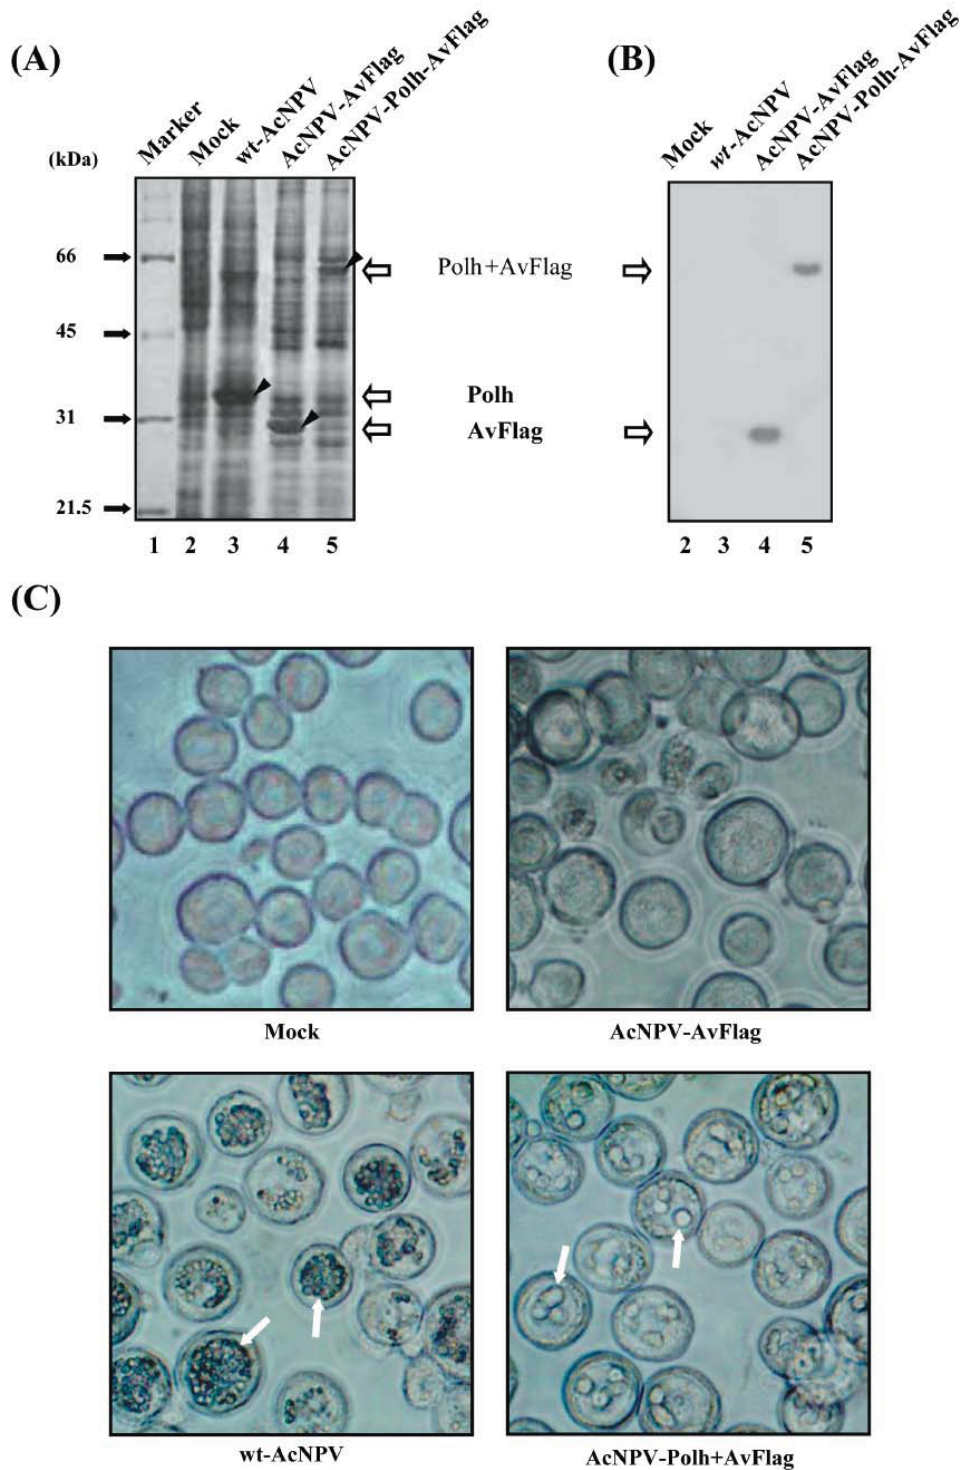 (A)
Marker
Mock
wt-AcNPV
AcNPV-AvFlag
AcNPV-Polh-AvFlag
(kDa)
66
45
31
21.5
1 2 3 4 5
Polh+AvFlag
Polh
AvFlag
(B)
Mock
wt-AcNPV
AcNPV-AvFlag
AcNPV-Polh-AvFlag
2 3 4 5
(C)
Mock
AcNPV-AvFlag
wt-AcNPV
AcNPV-Polh+AvFlag